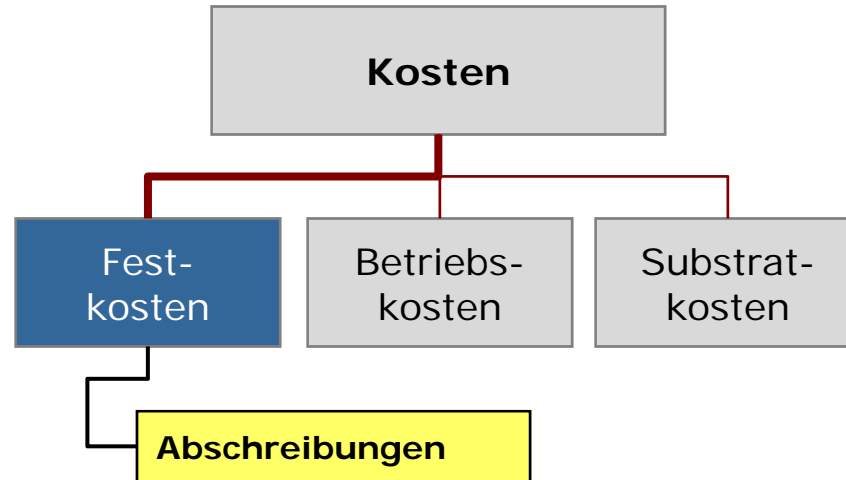 Kosten
Fest-
kosten
Betriebs-
kosten
Substrat-
kosten
Abschreibungen